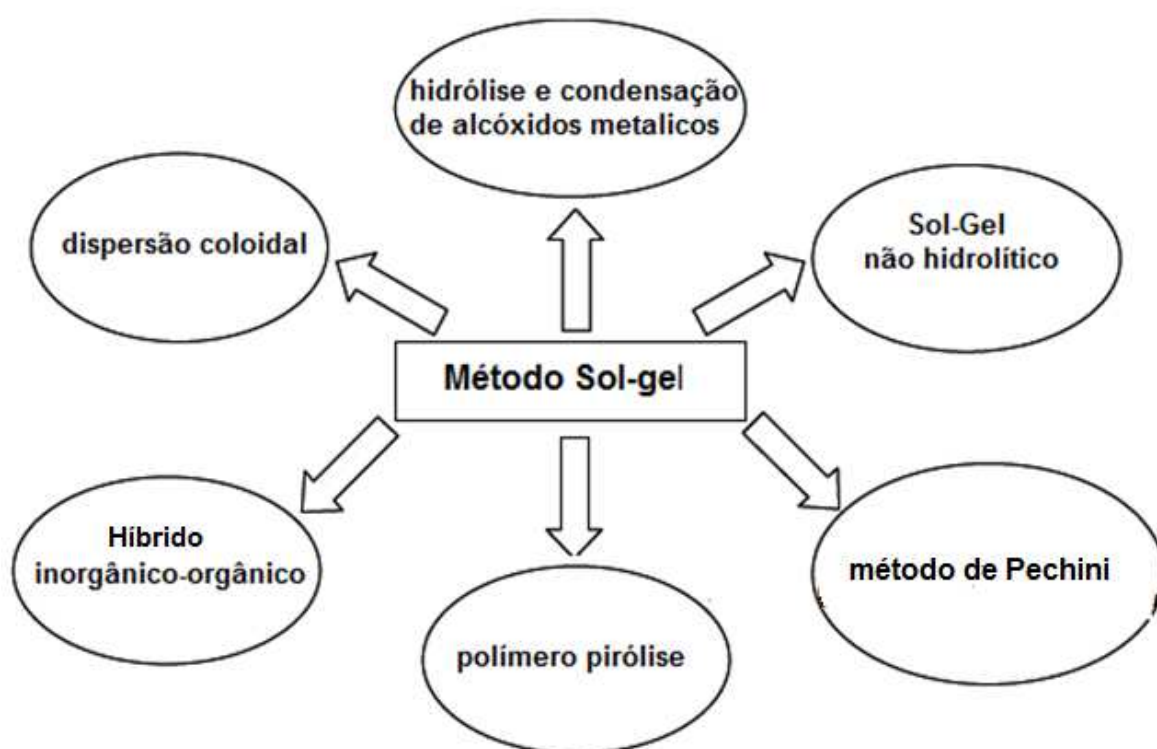 hidrólise e condensação
de alcóxidos metalicos
dispersão coloidal
Sol-Gel
não hidrolítico
Método Sol-gel
Híbrido
inorgânico-orgânico
método de Pechini
polímero pirólise